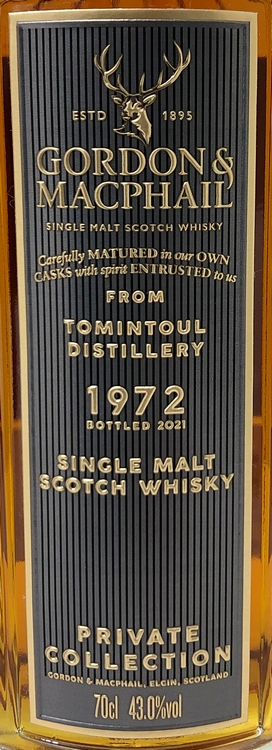 ESTD 1895
GORDON &
MACPHAIL
SINGLE MALT SCOTCH WHISKY
Carefully MATURED in our OWN
CASKS with spirit ENTRUSTED to us
FROM
TOMINTOUL
DISTILLERY
1972
BOTTLED 2021
SINGLE MALT
SCOTCH WHISKY
PRIVATE
COLLECTION
GORDON & MACPHAIL, ELGIN, SCOTLAND
70cl 43.0%vol